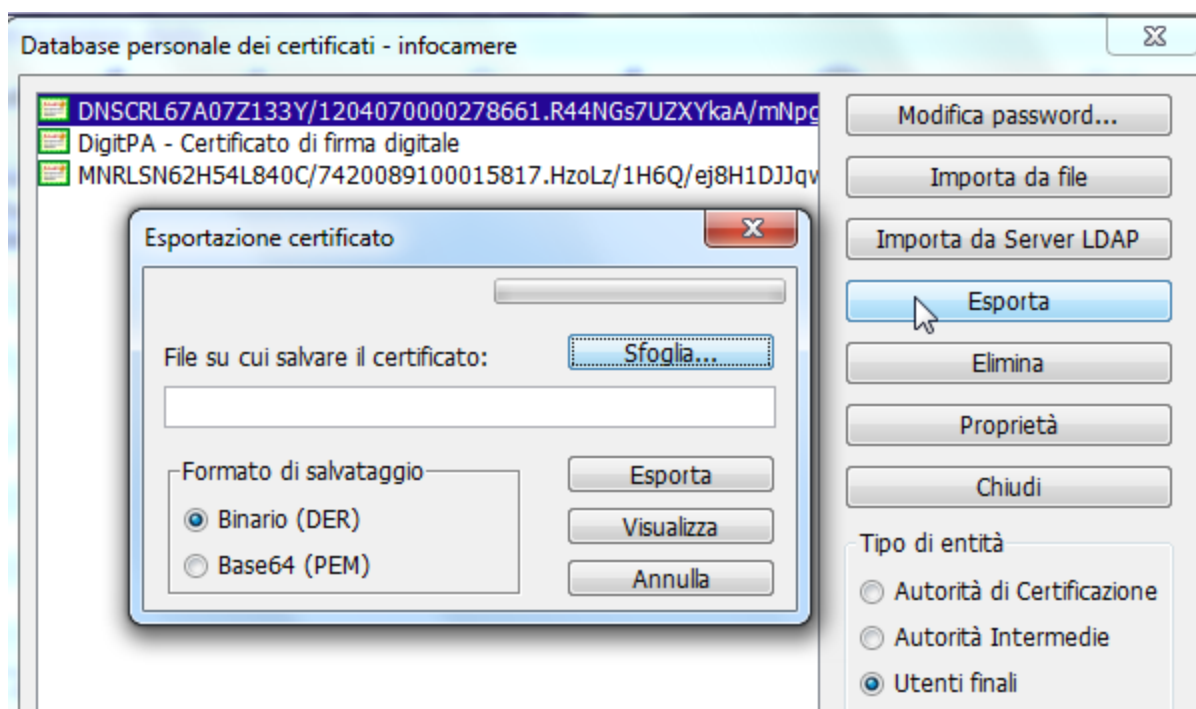 Database personale dei certificati - infocamere
DNSCRL67A07Z133Y/1204070000278661.R44NGs7UZXYkaA/mNpg
DigitPA - Certificato di firma digitale
MNRLSN62H54L840C/7420089100015817.HzoLz/1H6Q/ej8H1DJJqv
Esportazione certificato
File su cui salvare il certificato:
Sfoglia...
Formato di salvataggio
Binario (DER)
Base64 (PEM)
Esporta
Visualizza
Annulla
Modifica password...
Importa da file
Importa da Server LDAP
Esporta
Elimina
Proprietà
Chiudi
Tipo di entità
Autorità di Certificazione
Autorità Intermedie
Utenti finali